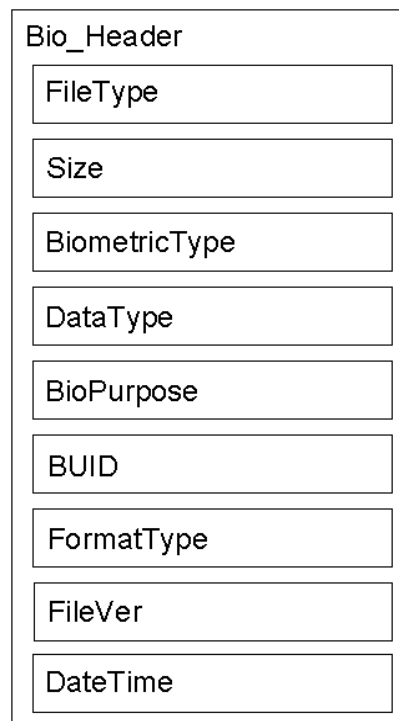 Bio_Header
FileType
Size
BiometricType
DataType
BioPurpose
BUID
FormatType
FileVer
DateTime